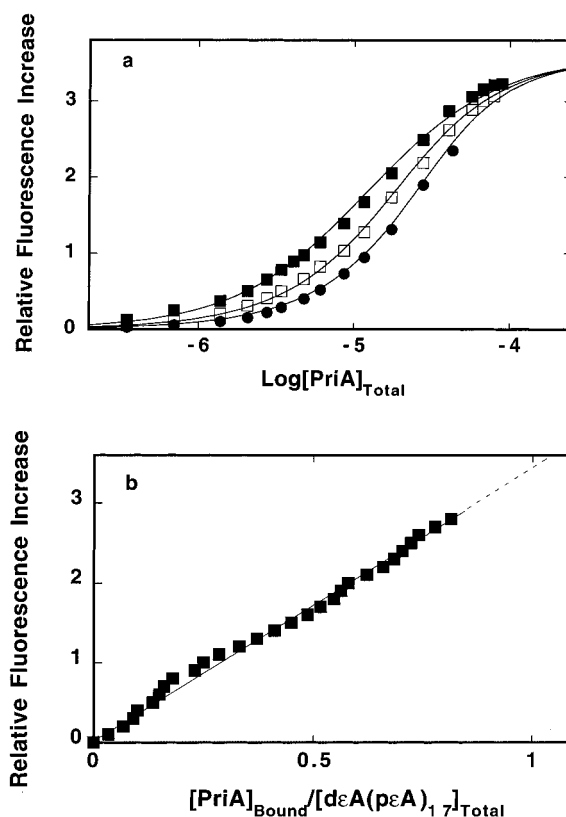 a
Relative Fluorescence Increase
3
2
1
0
-6
-5
-4
Log[PriA]Total
b
Relative Fluorescence Increase
3
2
1
0
0
0.5
1
[PriA]Bound/[dεA(pεA)17]Total